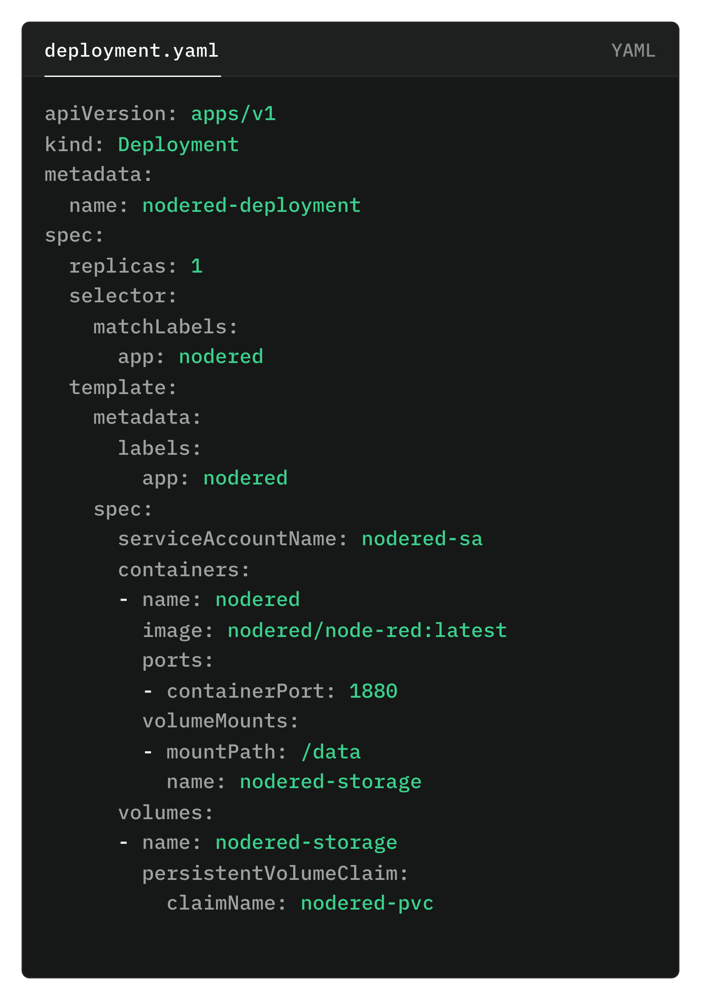 deployment.yaml
YAML
apiVersion: apps/v1
kind: Deployment
metadata:
  name: nodered-deployment
spec:
  replicas: 1
  selector:
    matchLabels:
      app: nodered
  template:
    metadata:
      labels:
        app: nodered
    spec:
      serviceAccountName: nodered-sa
      containers:
      - name: nodered
        image: nodered/node-red:latest
        ports:
        - containerPort: 1880
        volumeMounts:
        - mountPath: /data
          name: nodered-storage
      volumes:
      - name: nodered-storage
        persistentVolumeClaim:
          claimName: nodered-pvc